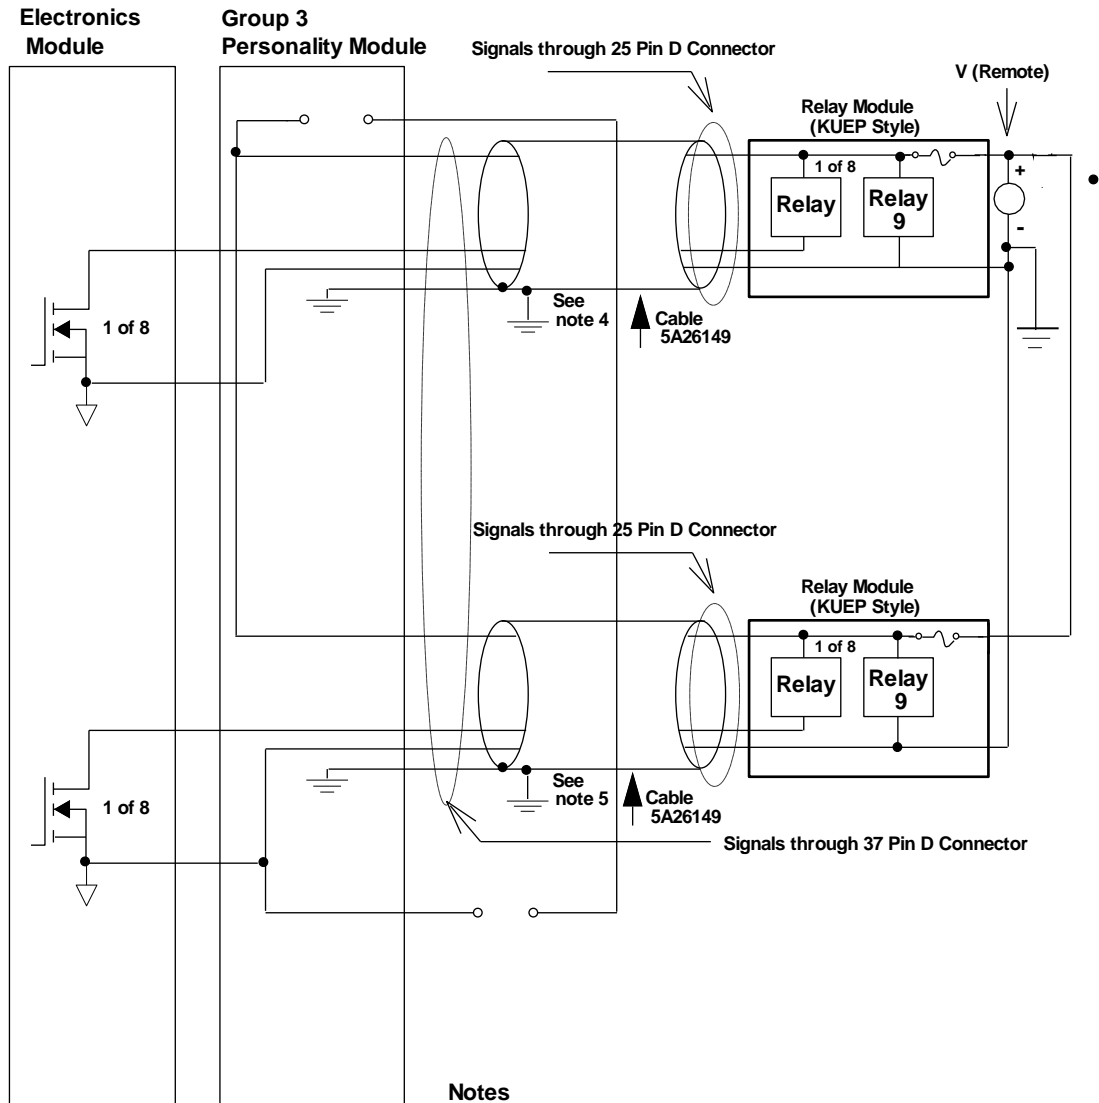 Electronics
Module
Group 3
Personality Module
Signals through 25 Pin D Connector
V (Remote)
Relay Module
(KUEP Style)
+
1 of 8
Relay
Relay
9
-
1 of 8
See
note 4
Cable
5A26149
Signals through 25 Pin D Connector
Relay Module
(KUEP Style)
1 of 8
Relay
Relay
9
1 of 8
See
note 5
Cable
5A26149
Signals through 37 Pin D Connector
Notes